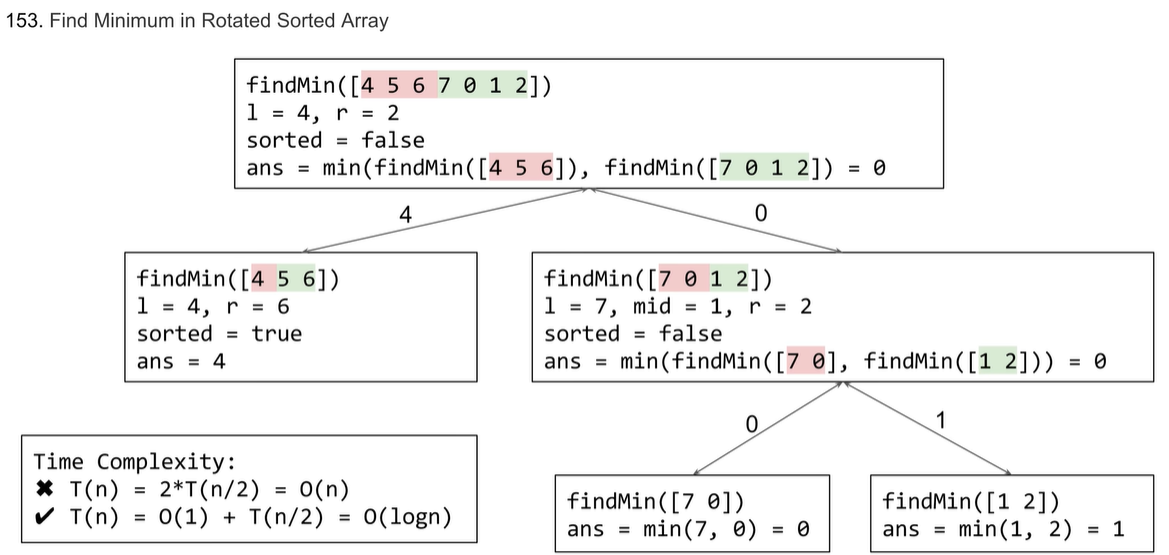 153. Find Minimum in Rotated Sorted Array
findMin([4 5 6 7 0 1 2])
l = 4, r = 2
sorted = false
ans = min(findMin([4 5 6]), findMin([7 0 1 2]) = 0
4
0
findMin([4 5 6])
l = 4, r = 6
sorted = true
ans = 4
findMin([7 0 1 2])
l = 7, mid = 1, r = 2
sorted = false
ans = min(findMin([7 0], findMin([1 2])) = 0
0
1
Time Complexity:
✖ T(n) = 2*T(n/2) = O(n)
✔ T(n) = O(1) + T(n/2) = O(logn)
findMin([7 0])
ans = min(7, 0) = 0
findMin([1 2])
ans = min(1, 2) = 1